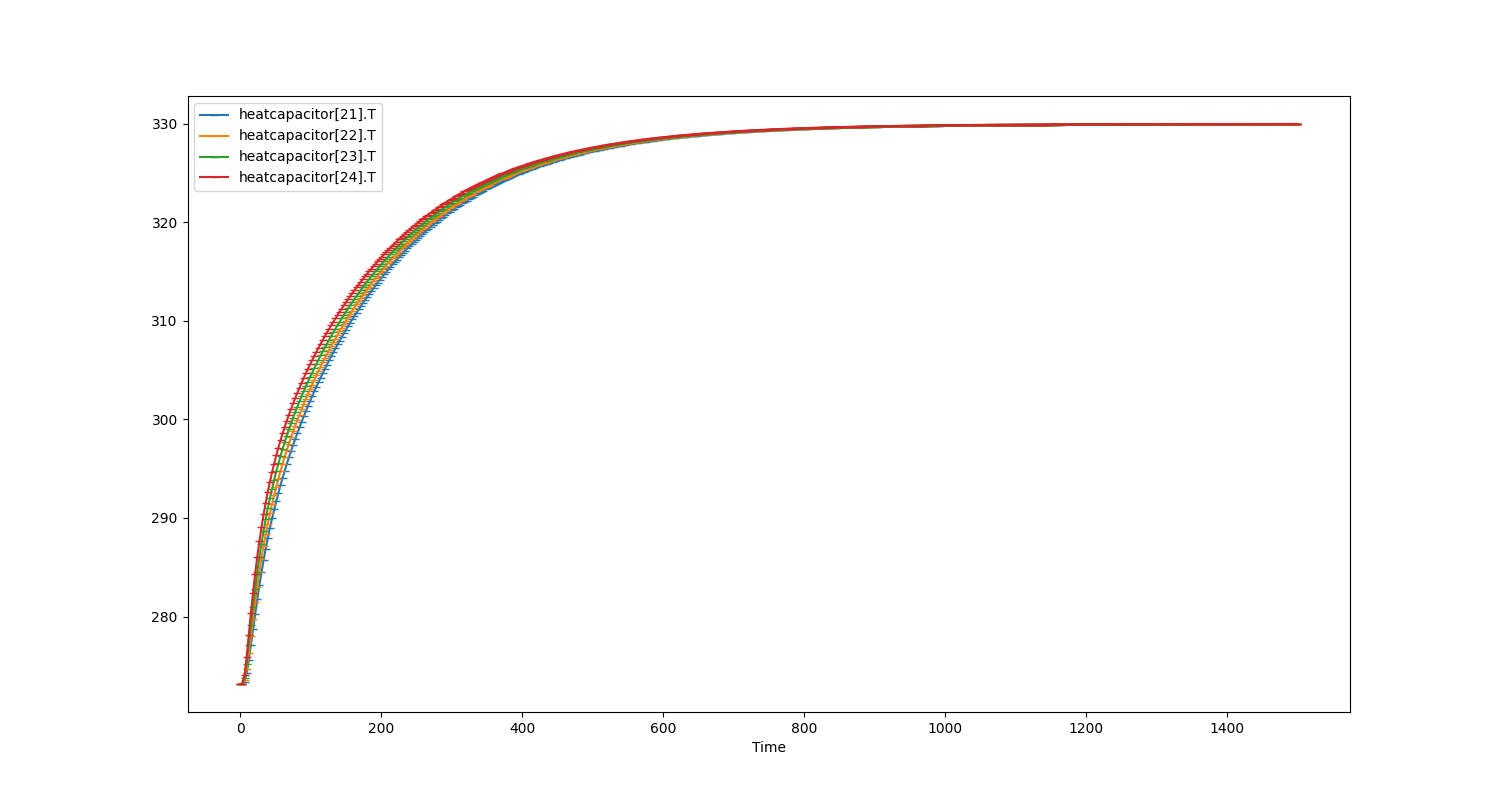 heatcapacitor[21].T
heatcapacitor[22].T
heatcapacitor[23].T
heatcapacitor[24].T
330
320
310
300
290
280
0 200 400 600 800 1000 1200 1400
Time